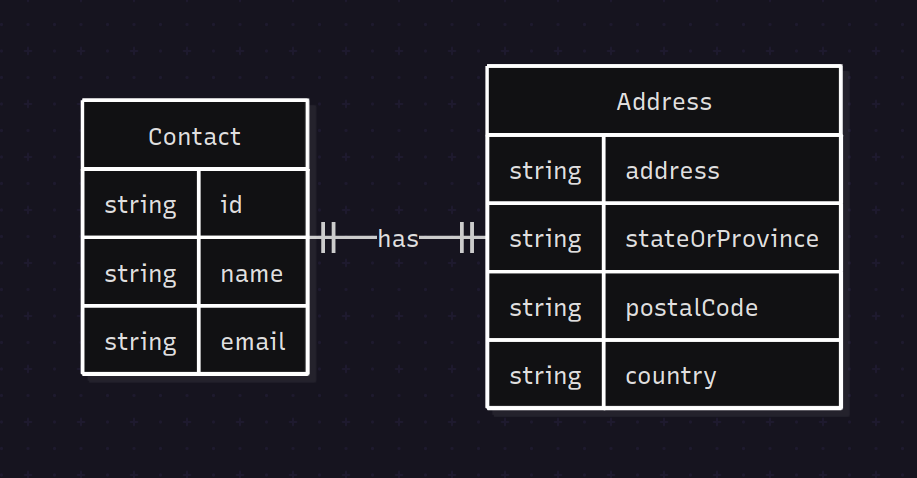 Contact
string id
string name
string email
has
Address
string address
string stateOrProvince
string postalCode
string country